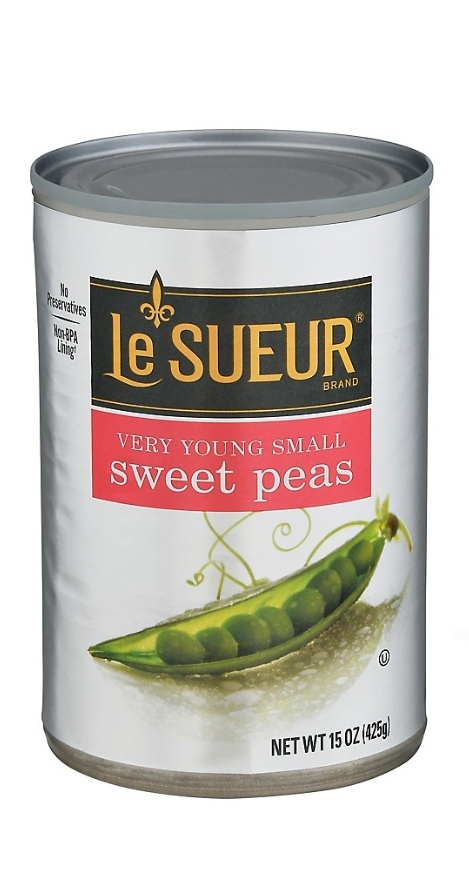 No
Preservatives
Non-BPA
Lining†
Le SUEUR®
BRAND
VERY YOUNG SMALL
sweet peas
U
NET WT 15 OZ (425g)